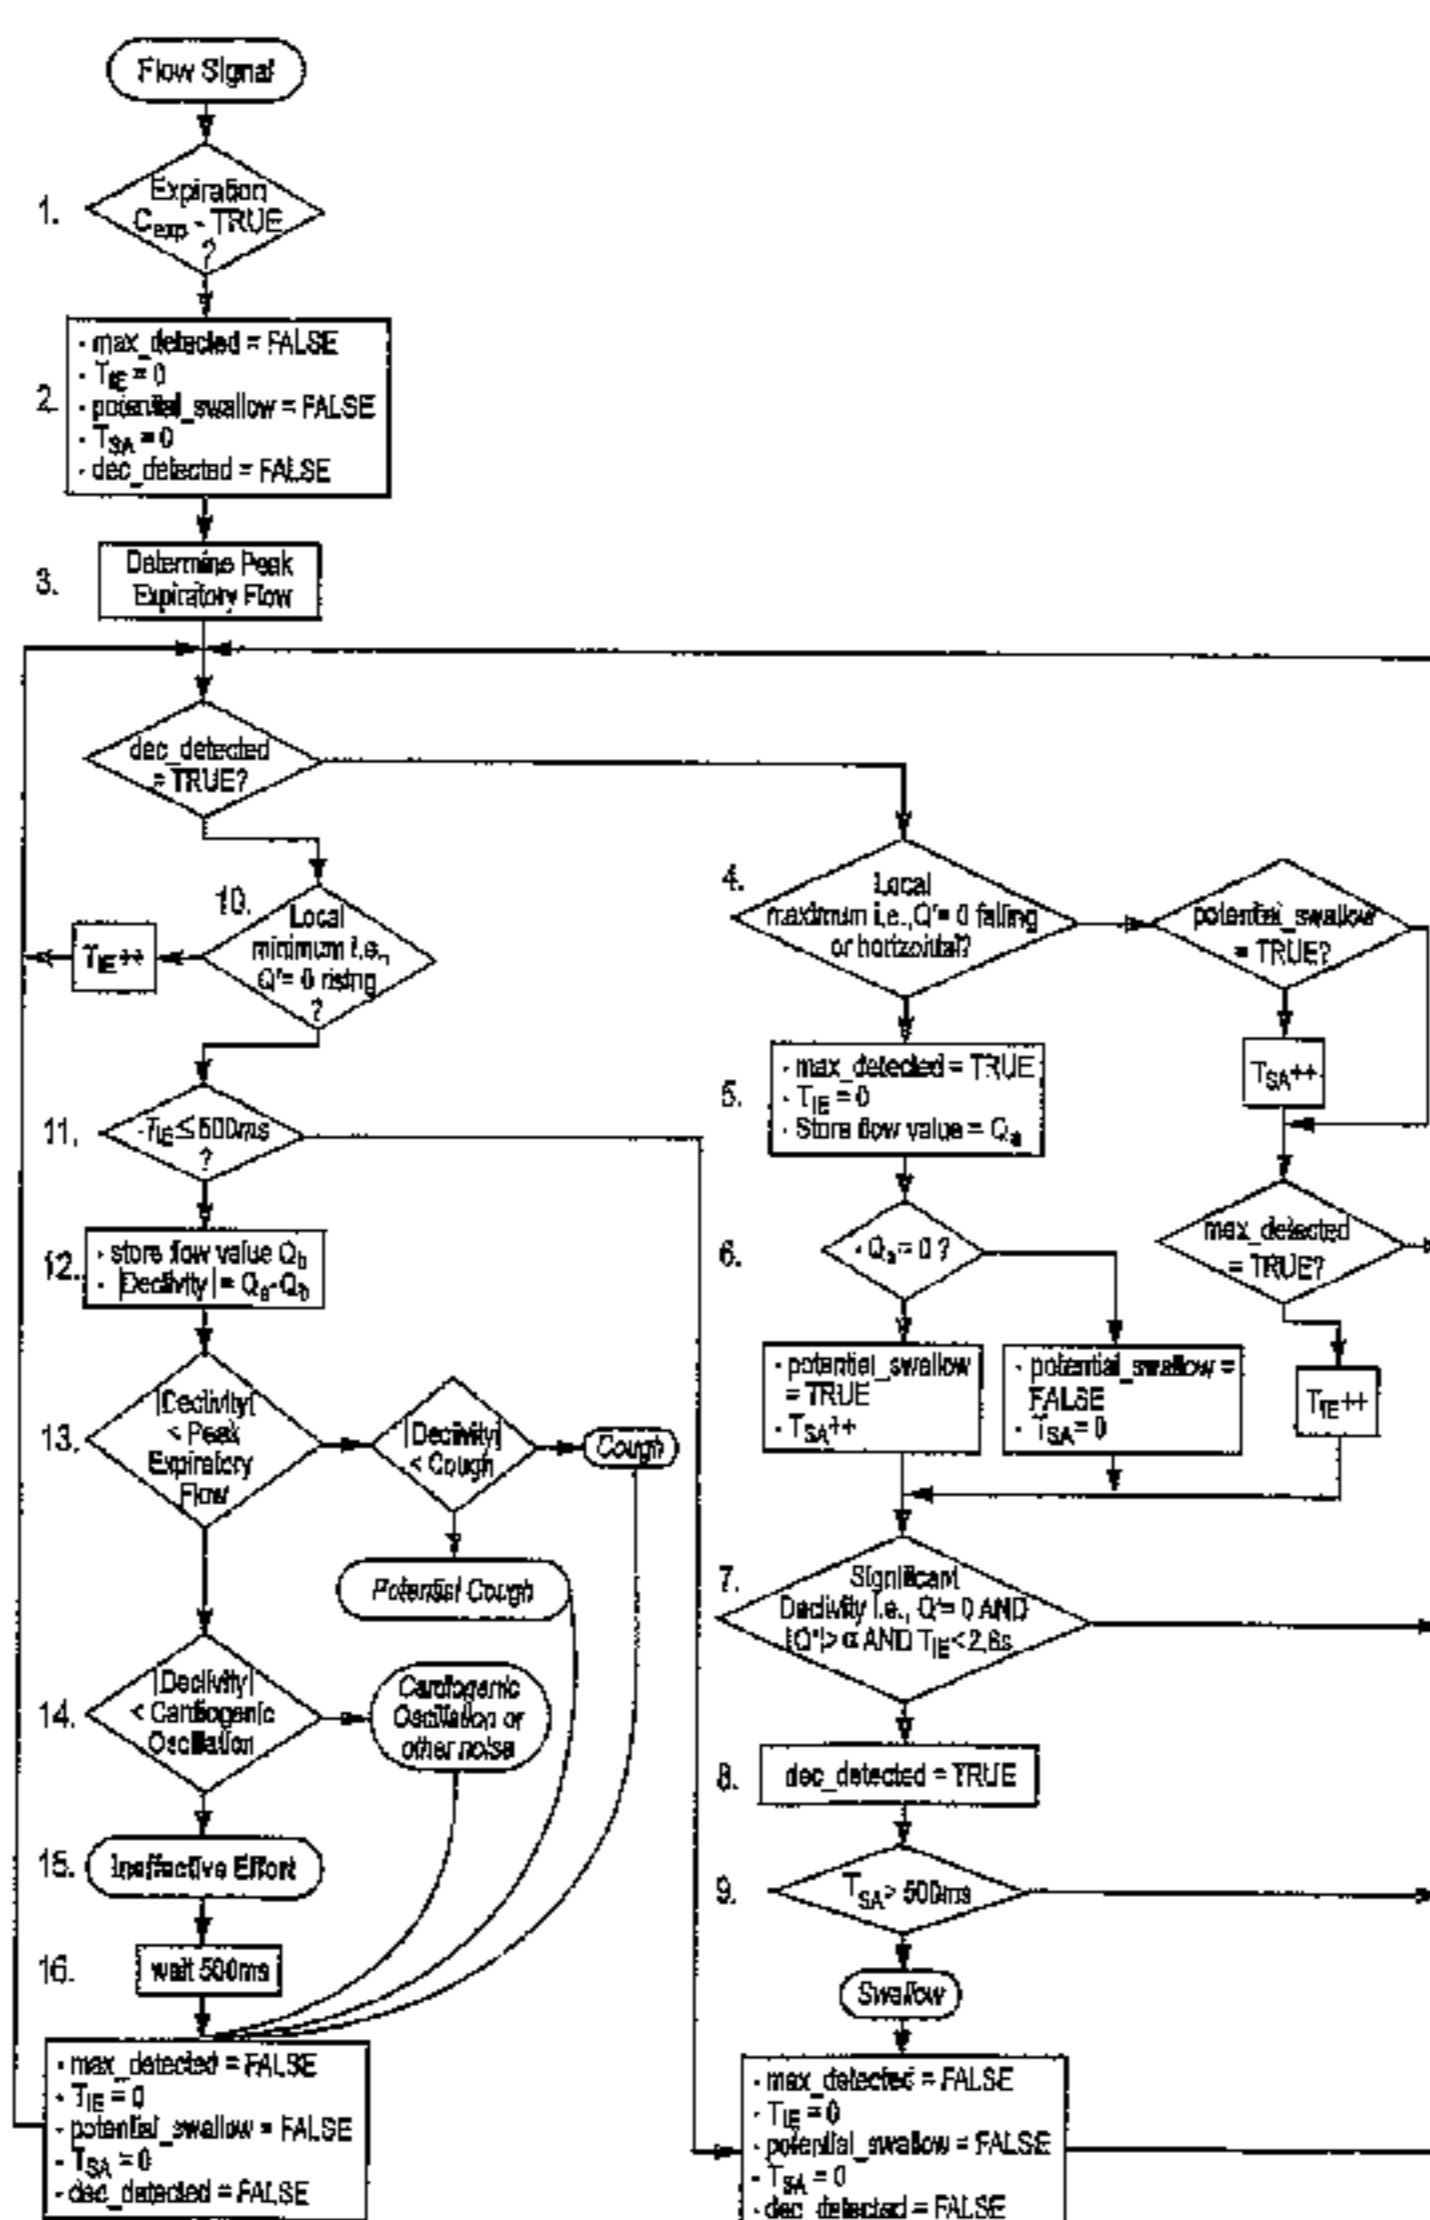 Flow Signal
1.
Expiration
Cexp - TRUE
?
2.
- max_detected = FALSE
- TIE = 0
- potential_swallow = FALSE
- TSA = 0
- dec_detected = FALSE
3.
Determine Peak
Expiratory Flow
dec_detected
= TRUE?
10.
Local
minimum i.e.,
Q'= 0 rising
?
TIE++
11.
-TIE ≤ 500ms
?
12.
- store flow value Qb
- |Declivity| = Qa-Qb
13.
|Declivity|
< Peak
Expiratory
Flow
|Declivity|
< Cough
Cough
Potential Cough
14.
|Declivity|
< Cardiogenic
Oscillation
Cardiogenic
Oscillation or
other noise
15.
Ineffective Effort
16.
wait 500ms
- max_detected = FALSE
- TIE = 0
- potential_swallow = FALSE
- TSA = 0
- dec_detected = FALSE
4.
Local
maximum i.e.,Q'= 0 falling
or horizontal?
potential_swallow
= TRUE?
TSA++
5.
- max_detected = TRUE
- TIE = 0
- Store flow value = Qa
6.
- Qa = 0 ?
max_detected
= TRUE?
- potential_swallow
= TRUE
- TSA++
- potential_swallow =
FALSE
- TSA = 0
TIE++
7.
Significant
Declivity i.e., Q'= 0 AND
|Q"|> α AND TIE <2.6s
8.
dec_detected = TRUE
9.
TSA > 500ms
Swallow
- max_detected = FALSE
- TIE = 0
- potential_swallow = FALSE
- TSA = 0
- dec_detected = FALSE